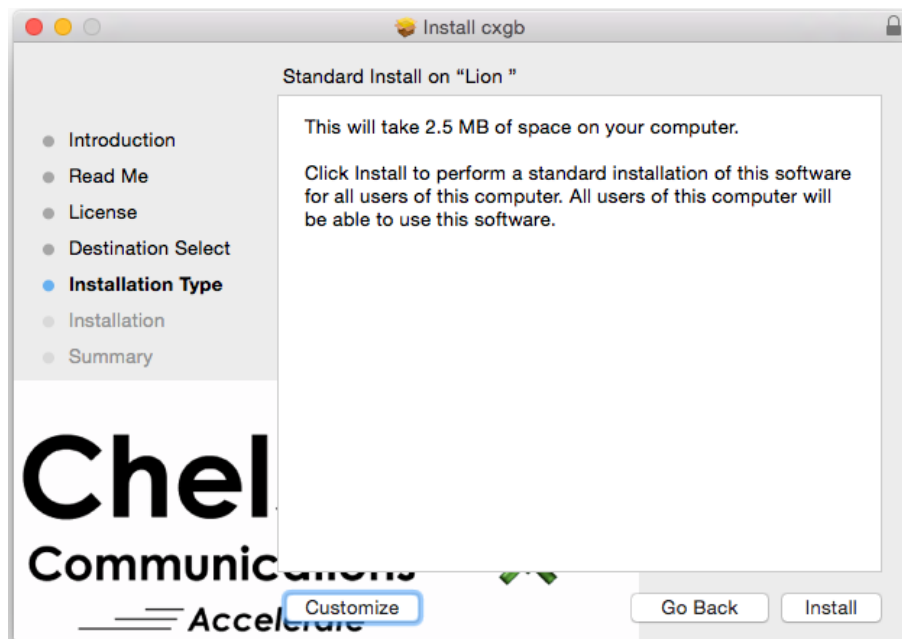 Install cxgb
Standard Install on “Lion ”
Introduction
Read Me
License
Destination Select
Installation Type
Installation
Summary
This will take 2.5 MB of space on your computer.
Click Install to perform a standard installation of this software
for all users of this computer. All users of this computer will
be able to use this software.
Chel
Communications
Accelerate
Customize
Go Back
Install